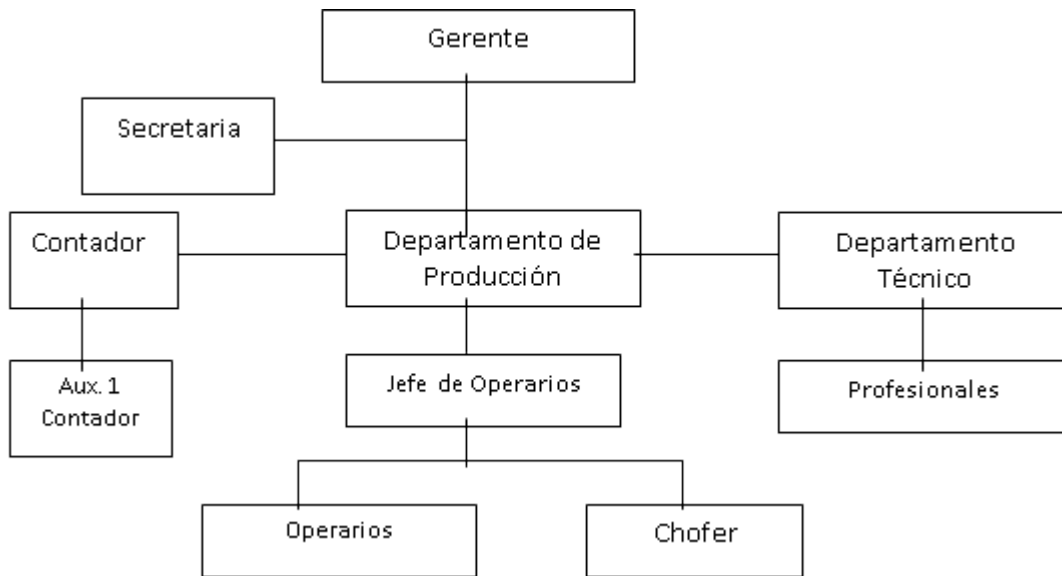 Gerente
Secretaria
Contador
Departamento de
Producción
Departamento
Técnico
Aux. 1
Contador
Jefe de Operarios
Profesionales
Operarios
Chofer